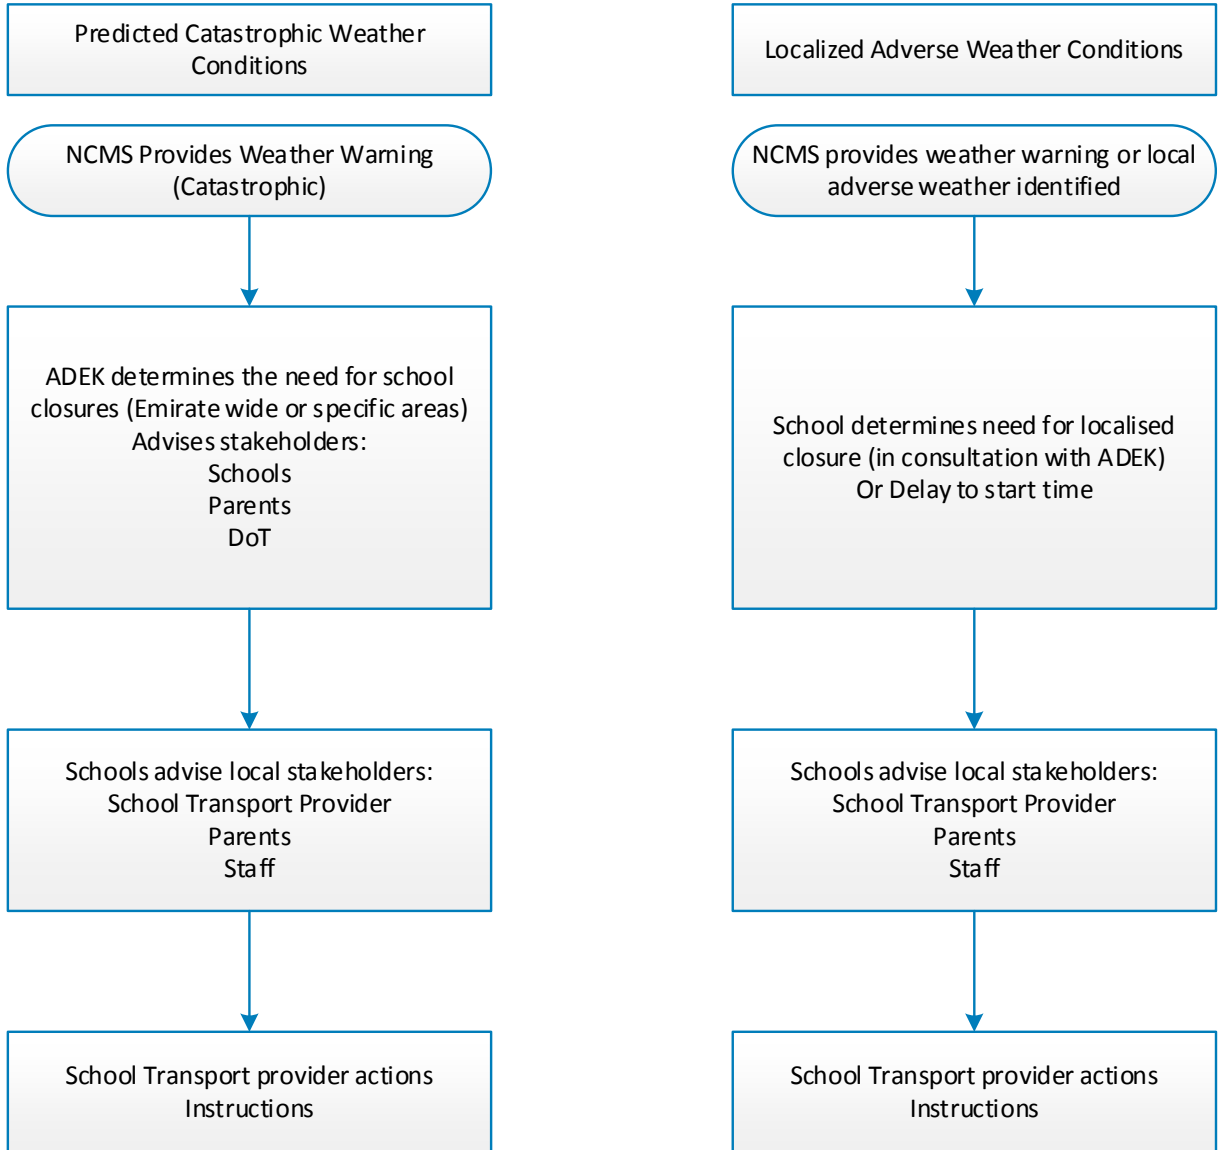 Predicted Catastrophic Weather
Conditions
NCMS Provides Weather Warning
(Catastrophic)
ADEK determines the need for school
closures (Emirate wide or specific areas)
Advises stakeholders:
Schools
Parents
DoT
Schools advise local stakeholders:
School Transport Provider
Parents
Staff
School Transport provider actions
Instructions
Localized Adverse Weather Conditions
NCMS provides weather warning or local
adverse weather identified
School determines need for localised
closure (in consultation with ADEK)
Or Delay to start time
Schools advise local stakeholders:
School Transport Provider
Parents
Staff
School Transport provider actions
Instructions